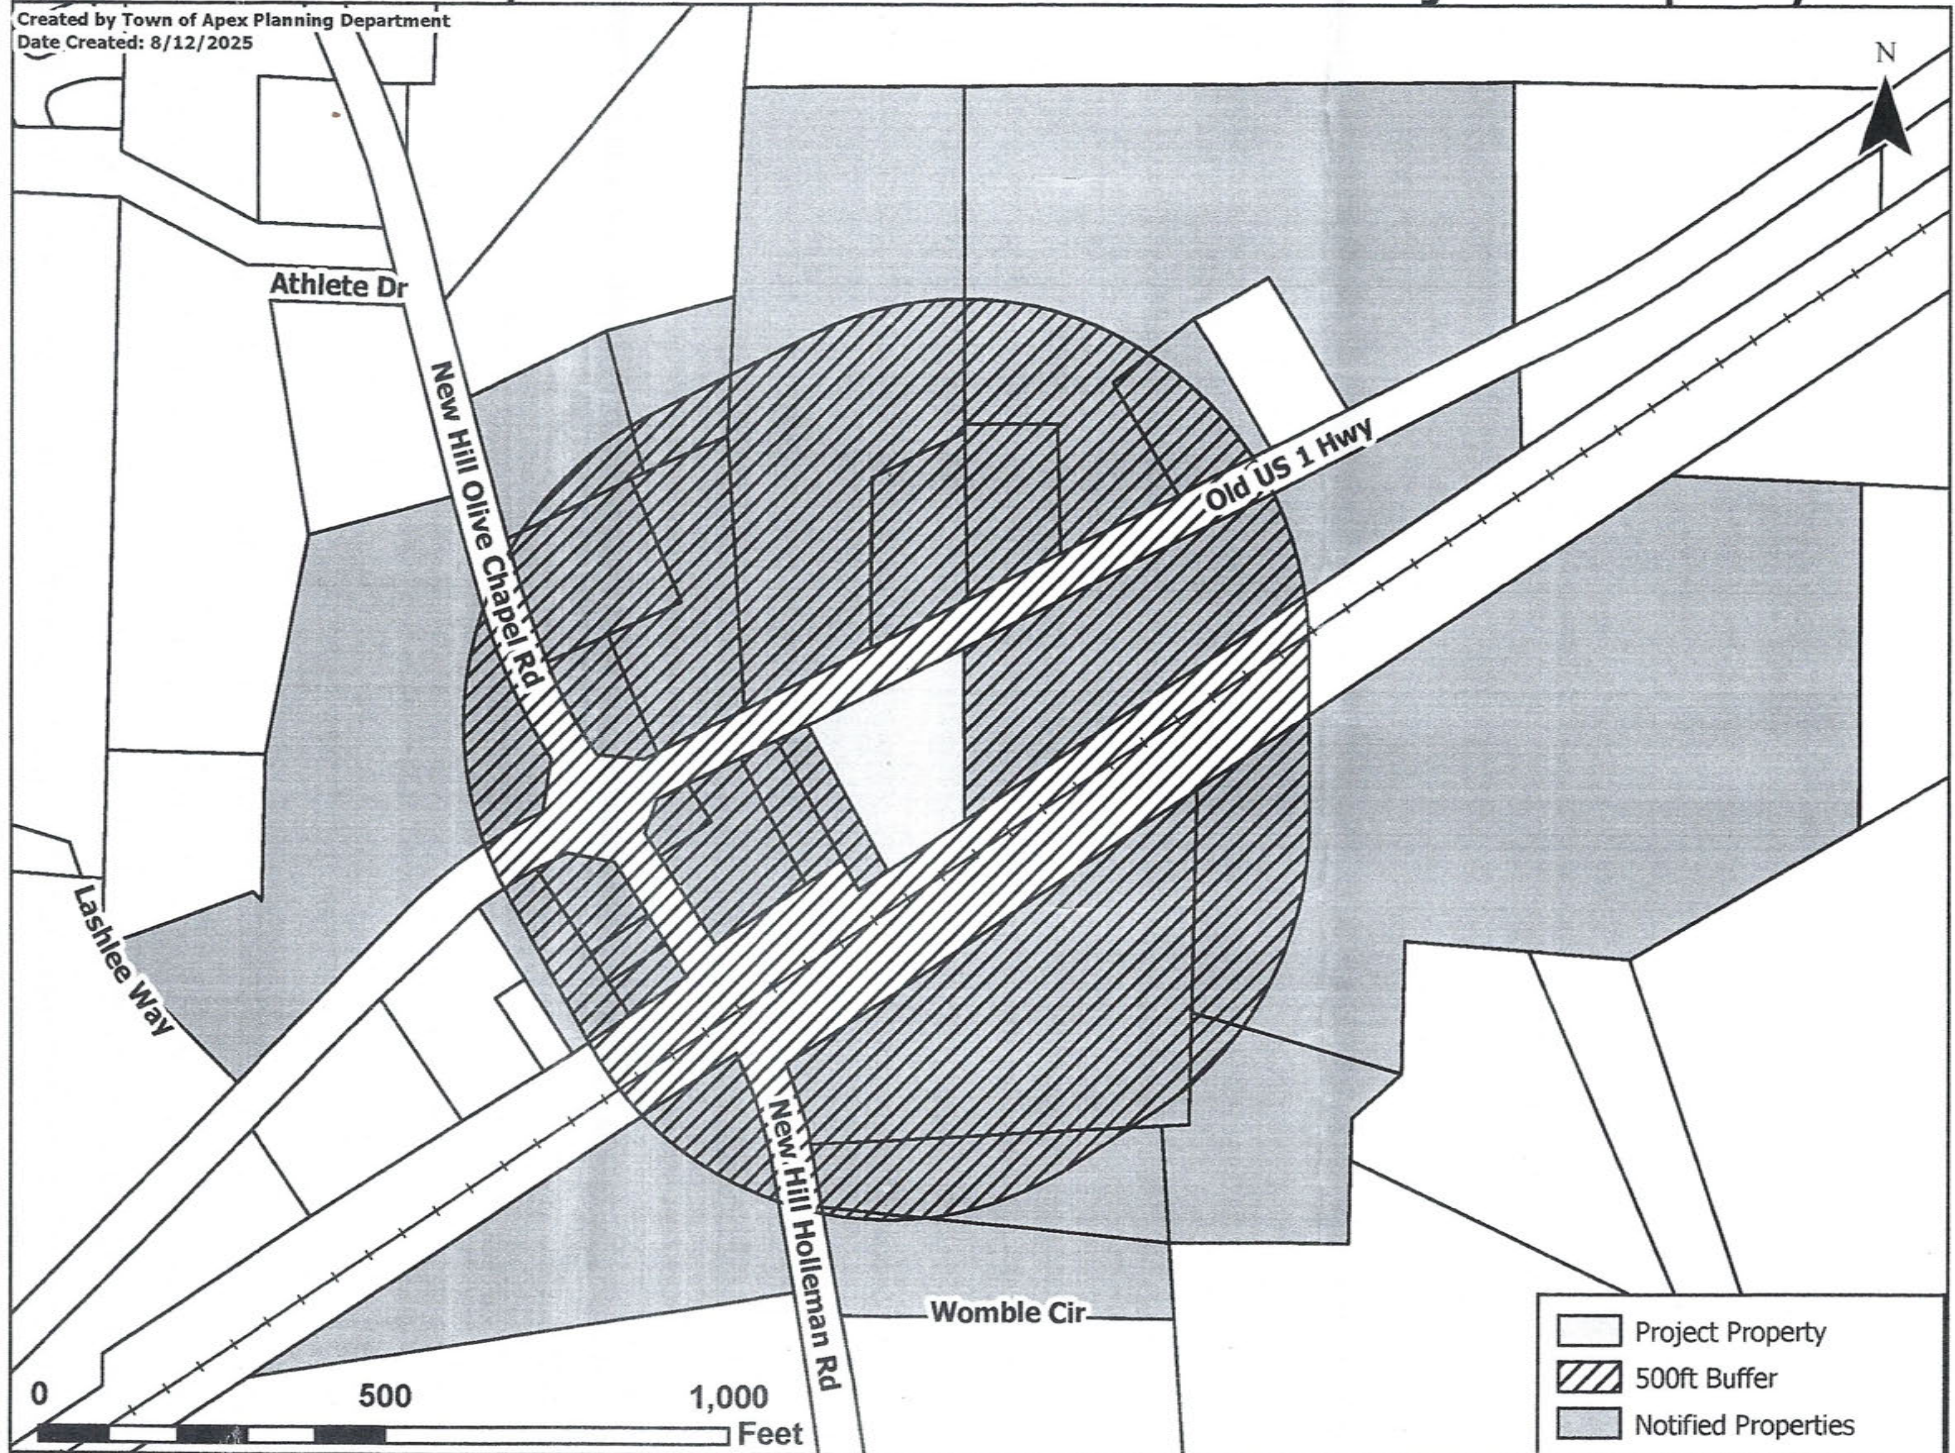 Created by Town of Apex Planning Department
Date Created: 8/12/2025
N
Athlete Dr
New Hill Olive Chapel Rd
Old US 1 Hwy
Lashlee Way
New Hill Holleman Rd
Womble Cir
Project Property
500ft Buffer
Notified Properties
0 500 1,000
Feet